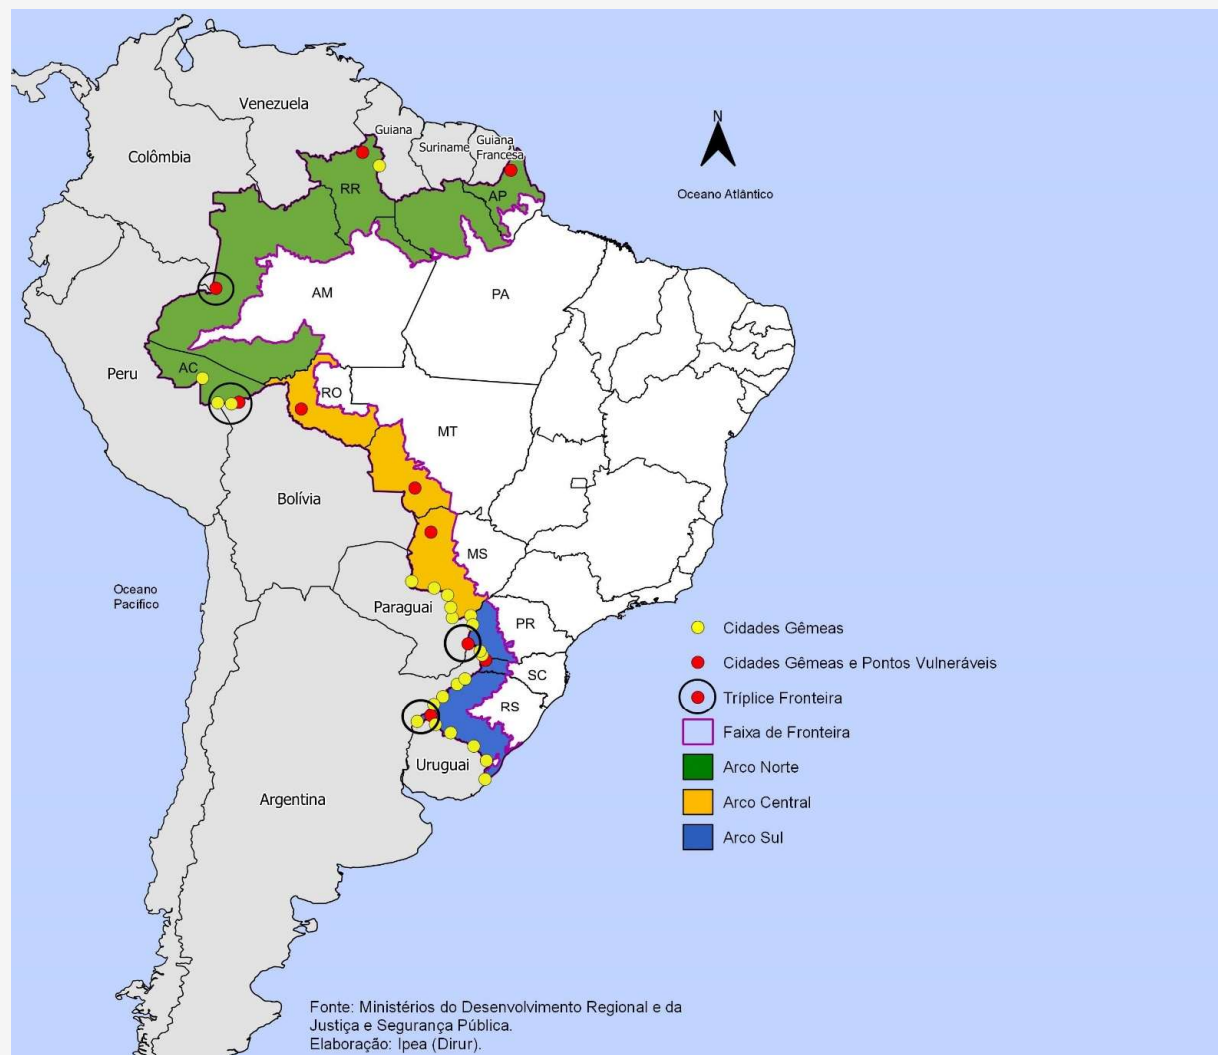 Venezuela
Guiana
Suriname
Guiana
Francesa
Colômbia
N
Oceano Atlântico
RR
AP
AM
PA
Peru
AC
RO
MT
Bolívia
MS
Oceano
Pacífico
Paraguai
PR
SC
RS
Uruguai
Argentina
Cidades Gêmeas
Cidades Gêmeas e Pontos Vulneráveis
Tríplice Fronteira
Faixa de Fronteira
Arco Norte
Arco Central
Arco Sul
Fonte: Ministérios do Desenvolvimento Regional e da
Justiça e Segurança Pública.
Elaboração: Ipea (Dirur).